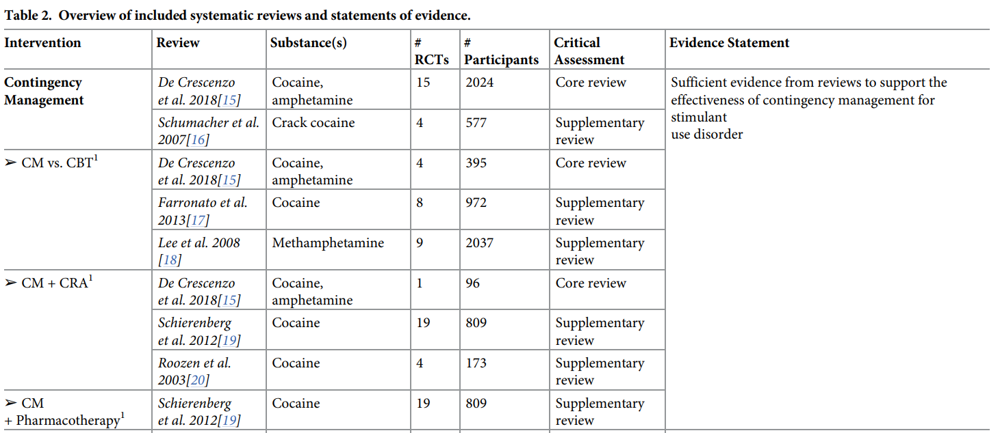 Table 2. Overview of included systematic reviews and statements of evidence.
Intervention Review Substance(s) # RCTs # Participants Critical Assessment Evidence Statement
Contingency Management De Crescenzo et al. 2018[15] Cocaine, amphetamine 15 2024 Core review Sufficient evidence from reviews to support the effectiveness of contingency management for stimulant use disorder
Schumacher et al. 2007[16] Crack cocaine 4 577 Supplementary review
➢ CM vs. CBT1 De Crescenzo et al. 2018[15] Cocaine, amphetamine 4 395 Core review
Farronato et al. 2013[17] Cocaine 8 972 Supplementary review
Lee et al. 2008 [18] Methamphetamine 9 2037 Supplementary review
➢ CM + CRA1 De Crescenzo et al. 2018[15] Cocaine, amphetamine 1 96 Core review
Schierenberg et al. 2012[19] Cocaine 19 809 Supplementary review
Roozen et al. 2003[20] Cocaine 4 173 Supplementary review
➢ CM + Pharmacotherapy1 Schierenberg et al. 2012[19] Cocaine 19 809 Supplementary review